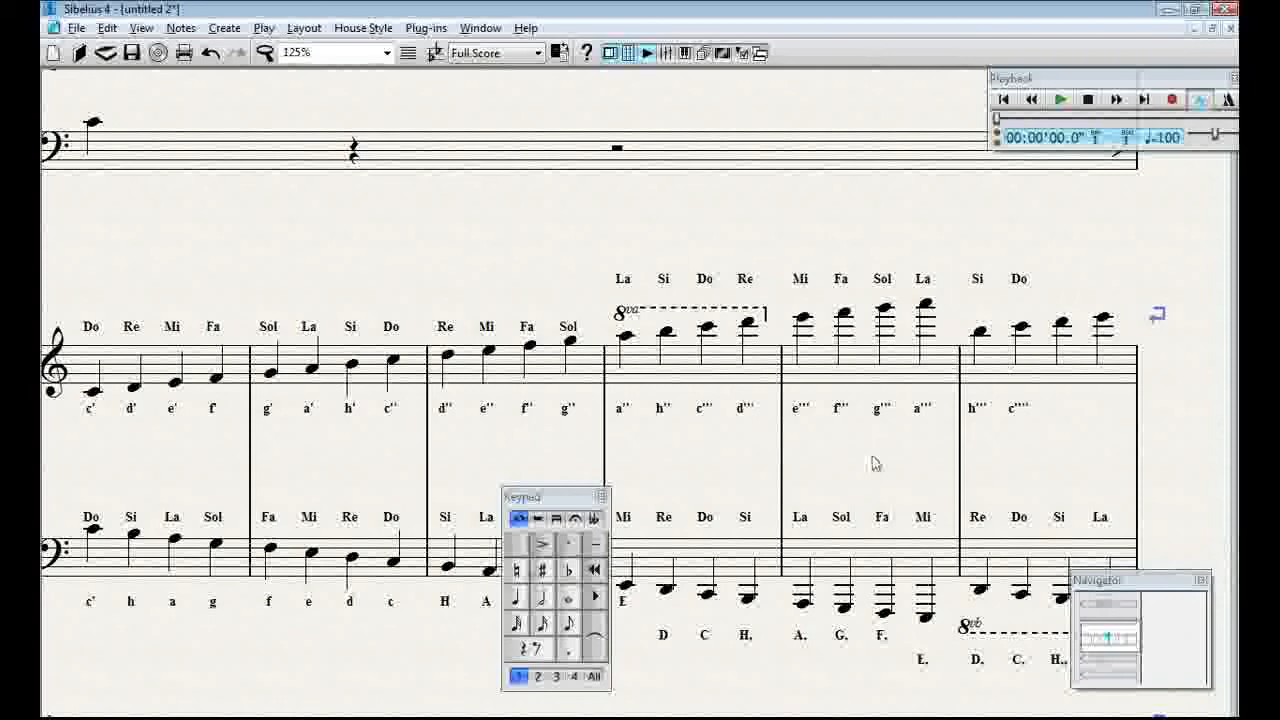 Sibelius 4 - [untitled 2*]
File Edit View Notes Create Play Layout House Style Plug-ins Window Help
125% Full Score ?
Playback
00:00'00.0" 1 1 =100
La Si Do Re Mi Fa Sol La Si Do
8va
Do Re Mi Fa Sol La Si Do Re Mi Fa Sol
c' d' e' f' g' a' h' c'' d'' e'' f'' g'' a'' h'' c''' d''' e''' f''' g''' a''' h''' c''''
Keypad
Do Si La Sol Fa Mi Re Do Si La Mi Re Do Si La Sol Fa Mi Re Do Si La
c' h a g f e d c H A E
D C H, A, G, F,
8vb
E, D, C, H,,
1 2 3 4 All
Navigator